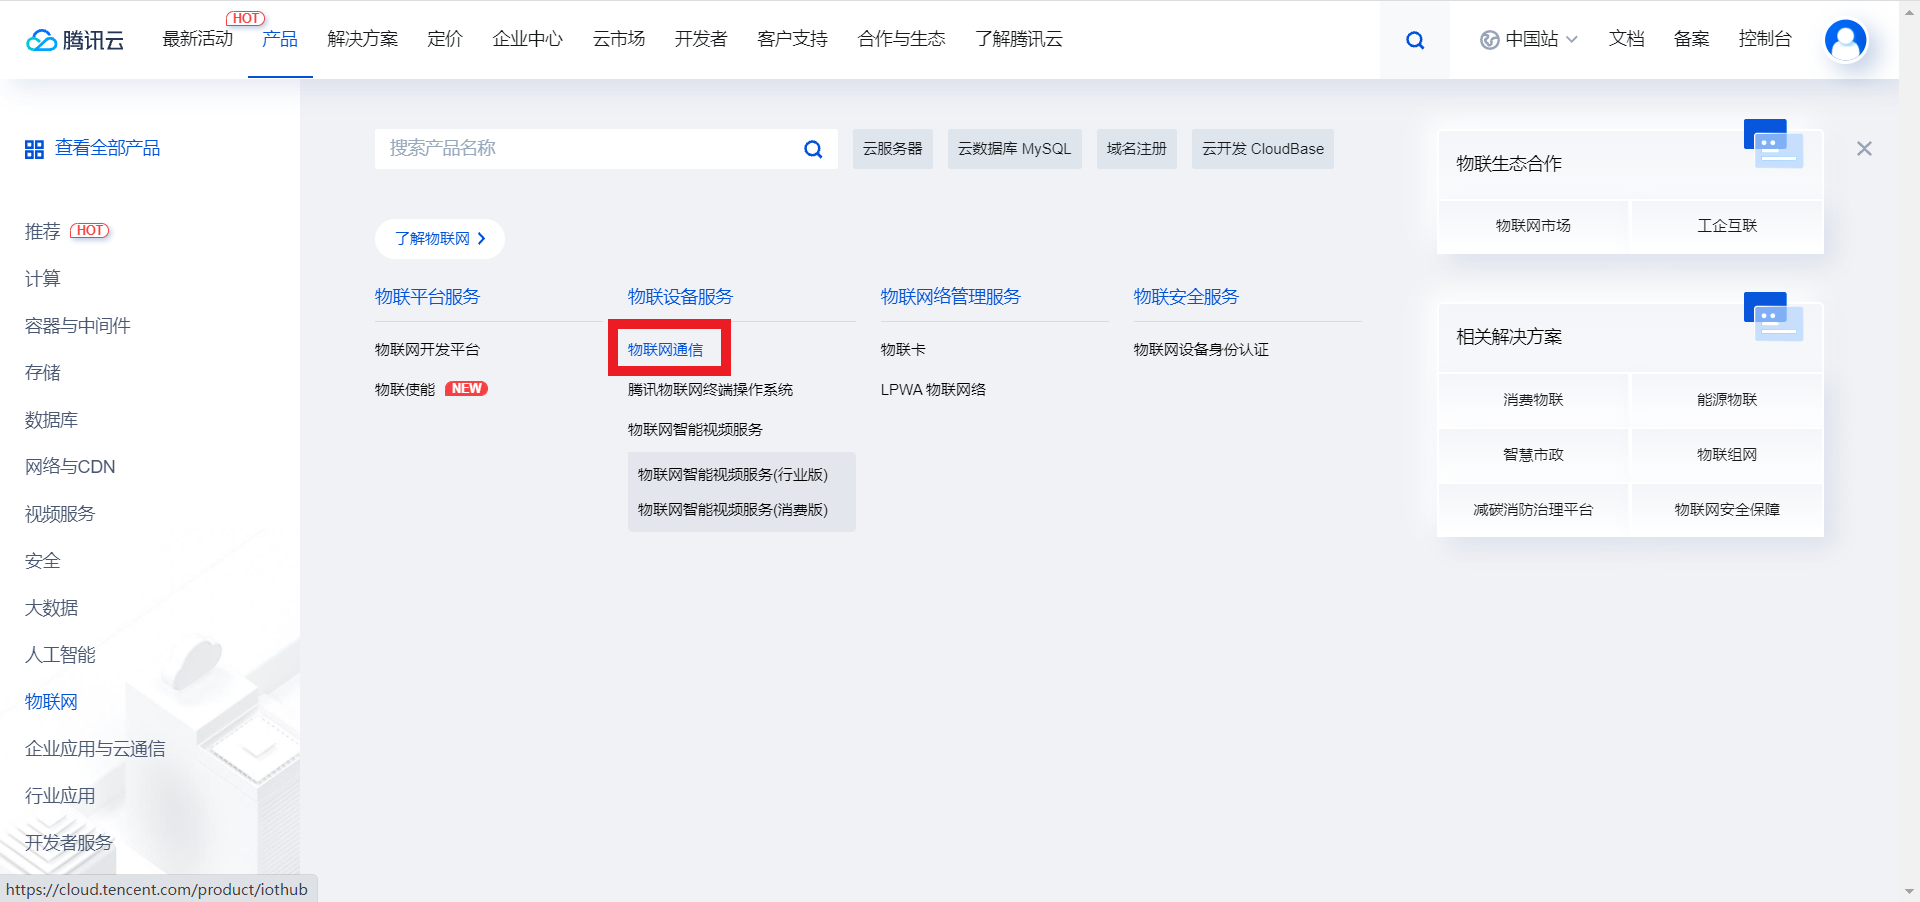 腾讯云
最新活动
HOT
产品
解决方案
定价
企业中心
云市场
开发者
客户支持
合作与生态
了解腾讯云
中国站
文档
备案
控制台
查看全部产品
推荐 HOT
计算
容器与中间件
存储
数据库
网络与CDN
视频服务
安全
大数据
人工智能
物联网
企业应用与云通信
行业应用
开发者服务
搜索产品名称
云服务器
云数据库 MySQL
域名注册
云开发 CloudBase
了解物联网
物联平台服务
物联网开发平台
物联使能 NEW
物联设备服务
物联网通信
腾讯物联网终端操作系统
物联网智能视频服务
物联网智能视频服务(行业版)
物联网智能视频服务(消费版)
物联网络管理服务
物联卡
LPWA 物联网络
物联安全服务
物联网设备身份认证
物联生态合作
物联网市场
工企互联
相关解决方案
消费物联
能源物联
智慧市政
物联组网
减碳消防治理平台
物联网安全保障
https://cloud.tencent.com/product/iothub